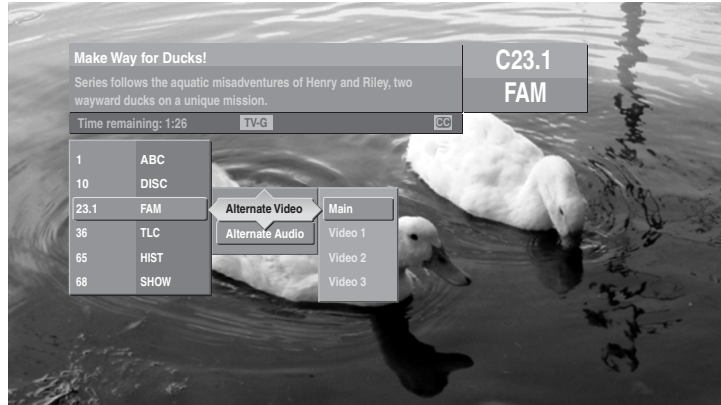 Make Way for Ducks!
Series follows the aquatic misadventures of Henry and Riley, two
wayward ducks on a unique mission.
Time remaining: 1:26 TV-G CC
C23.1
FAM
1 ABC
10 DISC
23.1 FAM
36 TLC
65 HIST
68 SHOW
Alternate Video
Alternate Audio
Main
Video 1
Video 2
Video 3